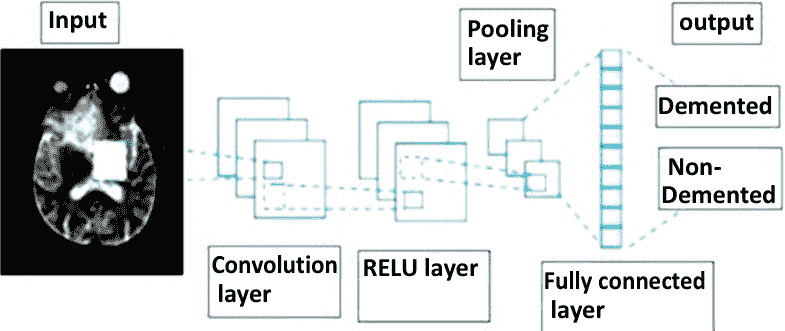 Input
Pooling
layer
output
Demented
Non-
Demented
Convolution
layer
RELU layer
Fully connected
layer